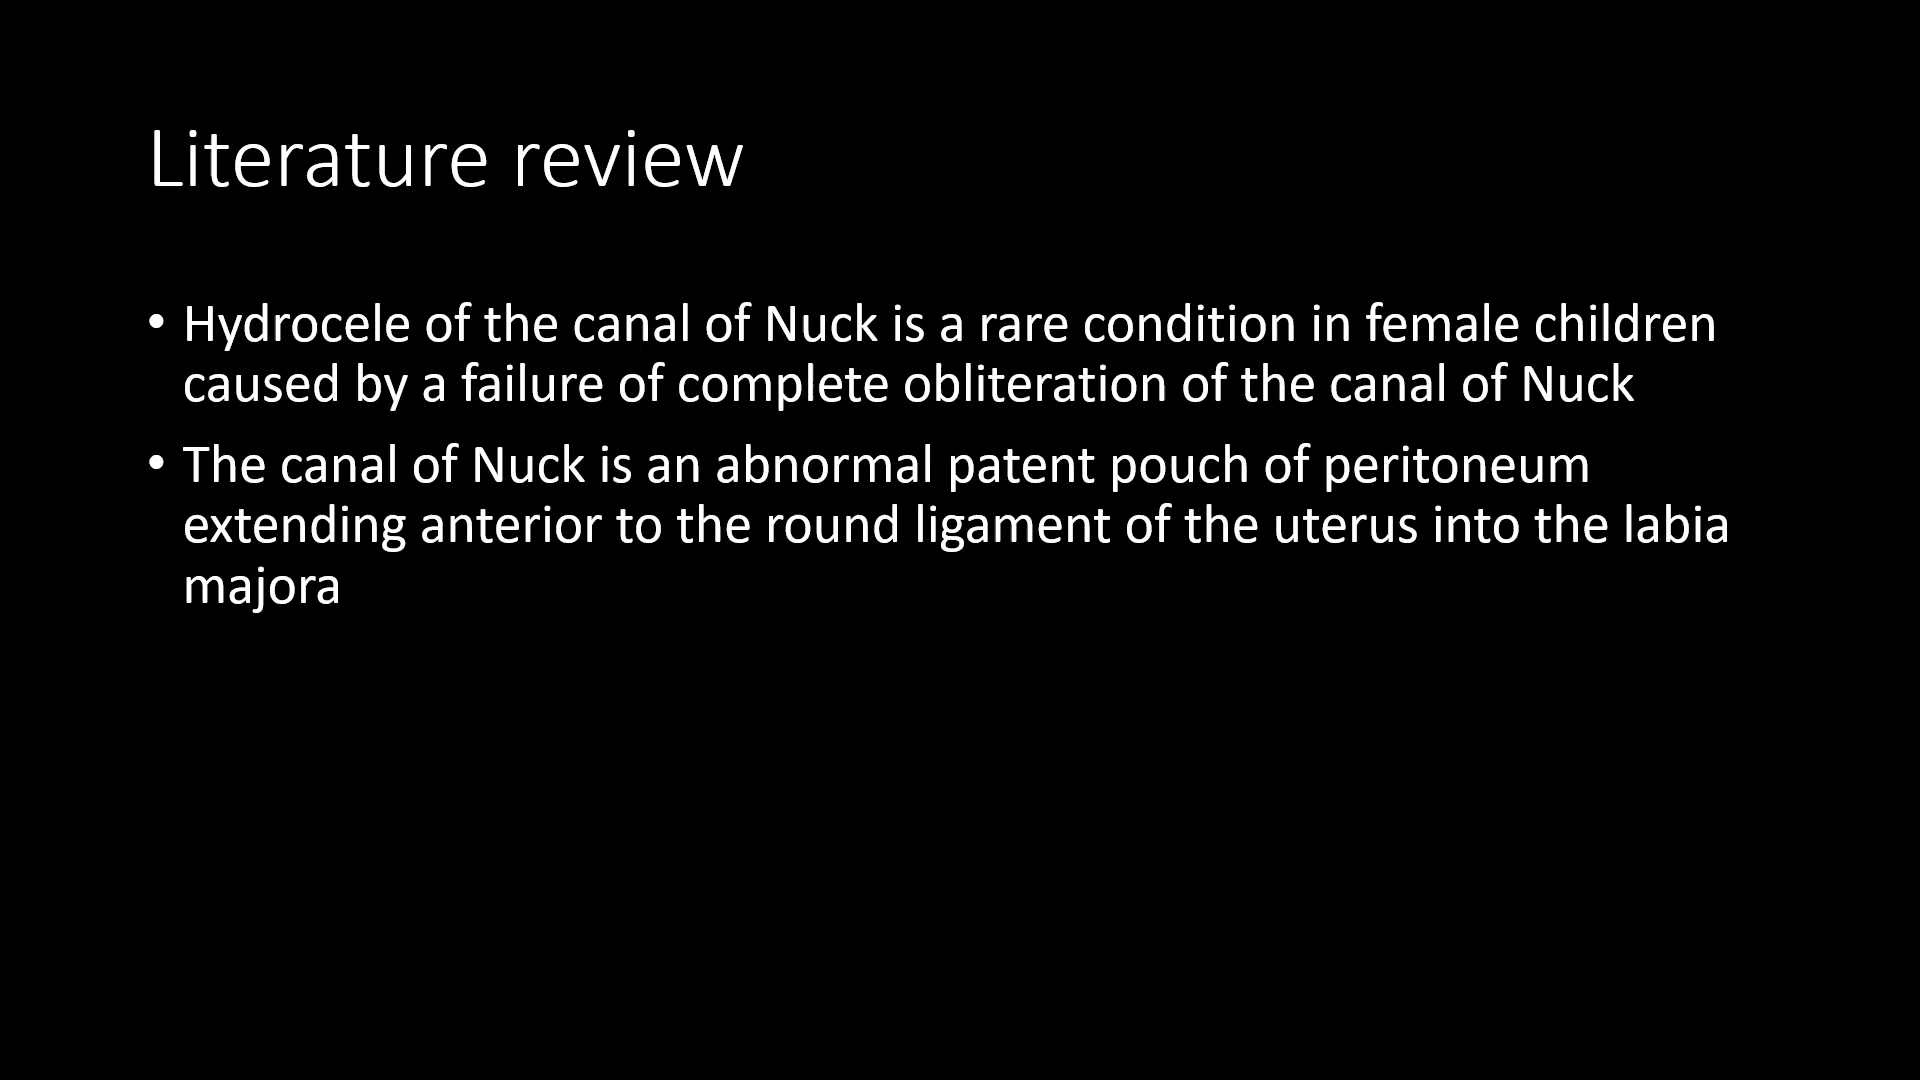 Literature review
• Hydrocele of the canal of Nuck is a rare condition in female children
caused by a failure of complete obliteration of the canal of Nuck
• The canal of Nuck is an abnormal patent pouch of peritoneum
extending anterior to the round ligament of the uterus into the labia
majora